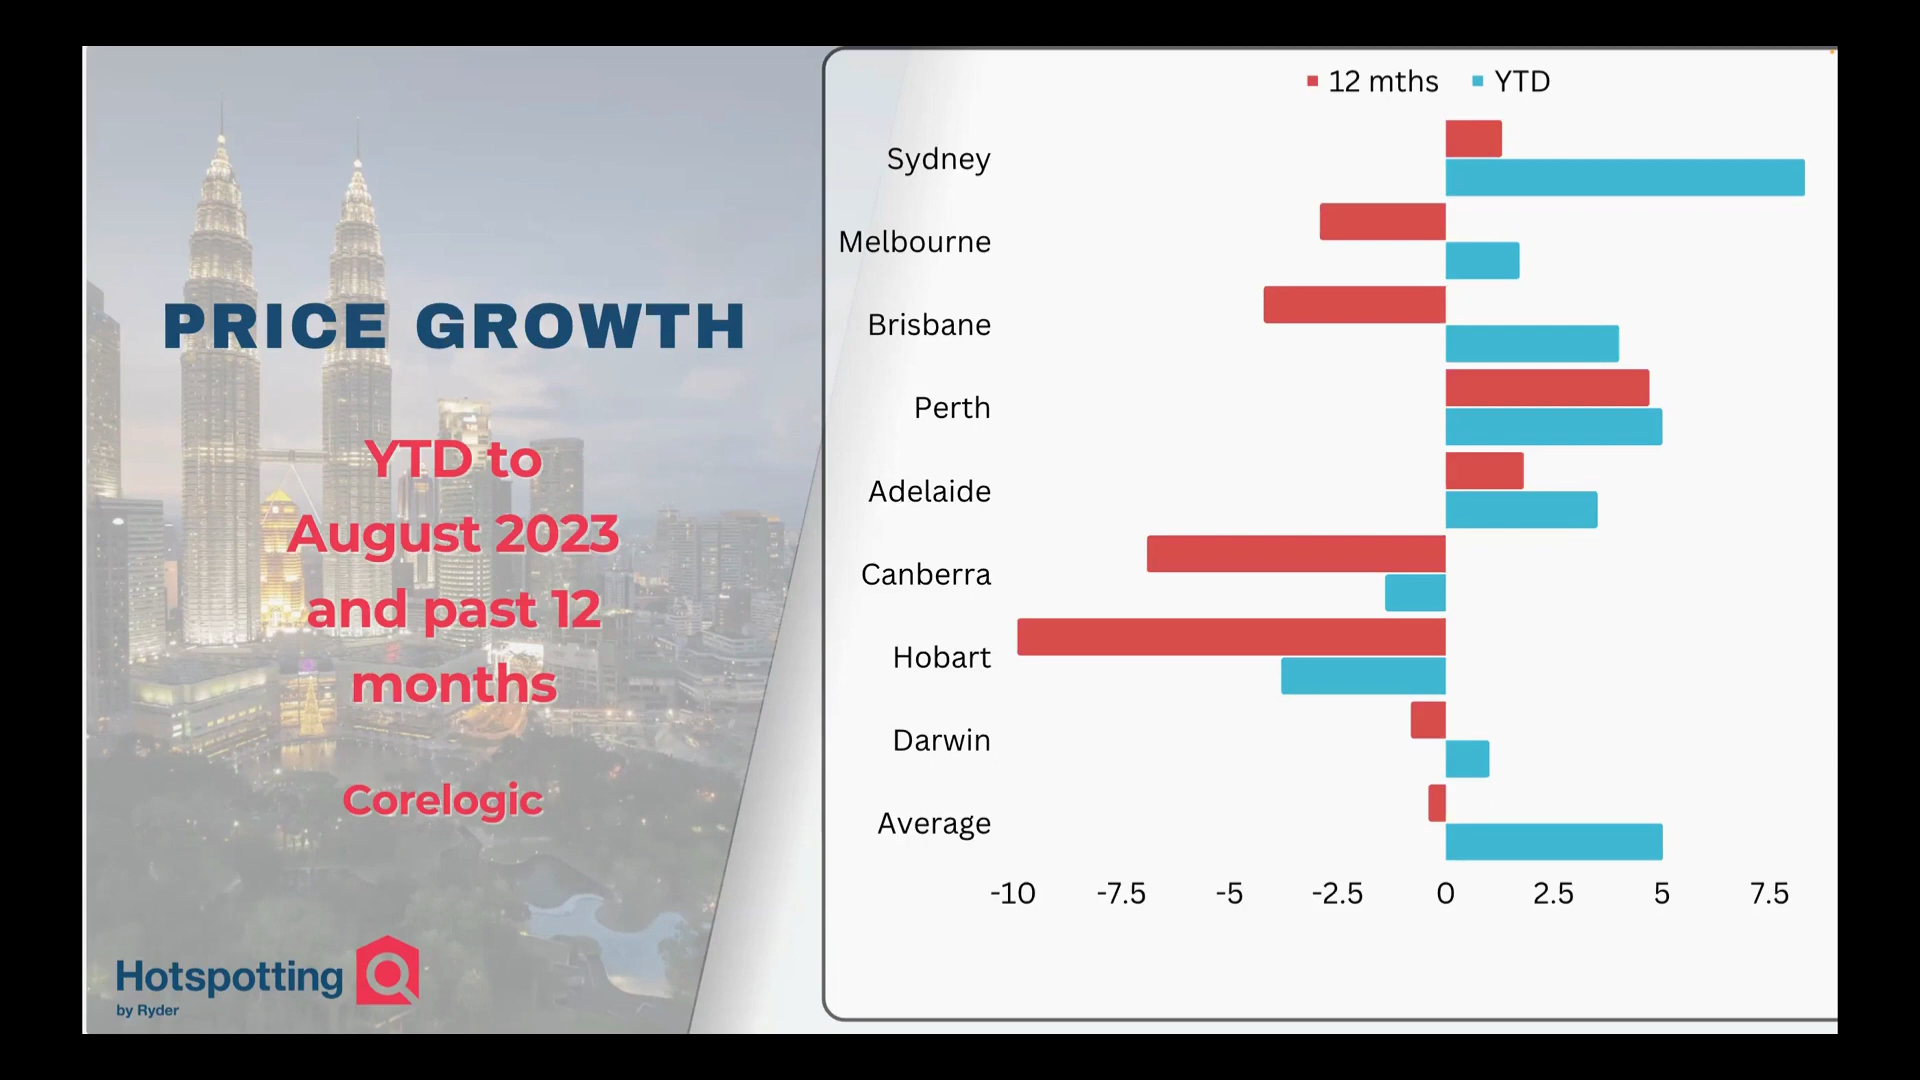 PRICE GROWTH
YTD to
August 2023
and past 12
months
Corelogic
Hotspotting
by Ryder
12 mths YTD
Sydney
Melbourne
Brisbane
Perth
Adelaide
Canberra
Hobart
Darwin
Average
-10 -7.5 -5 -2.5 0 2.5 5 7.5